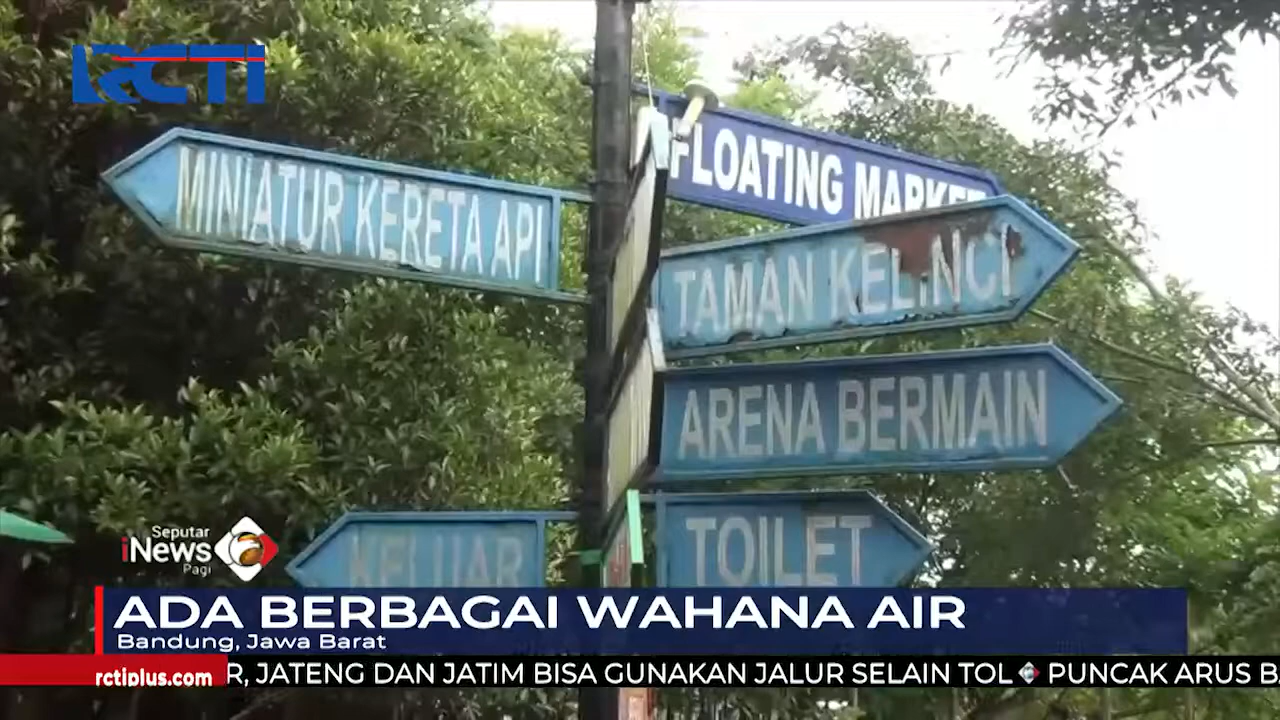 RCTI
FLOATING MARKET
MINIATUR KERETA API
TAMAN KELINCI
ARENA BERMAIN
KELUAR
TOILET
Seputar
iNews
Pagi
ADA BERBAGAI WAHANA AIR
Bandung, Jawa Barat
rctiplus.com R, JATENG DAN JATIM BISA GUNAKAN JALUR SELAIN TOL PUNCAK ARUS BA